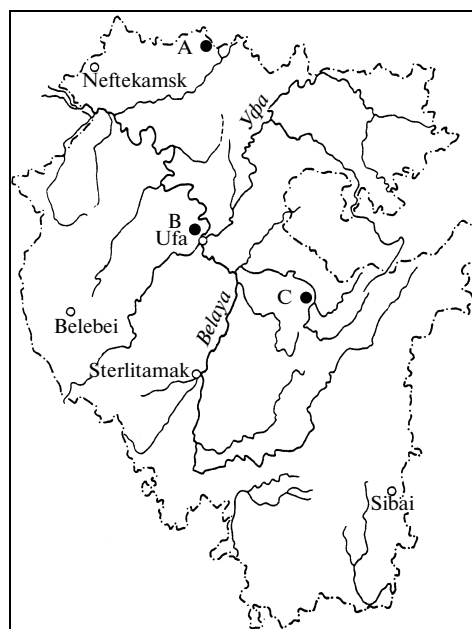 A
Neftekamsk
Уфа
B
Ufa
C
Belaya
Belebei
Sterlitamak
Sibai